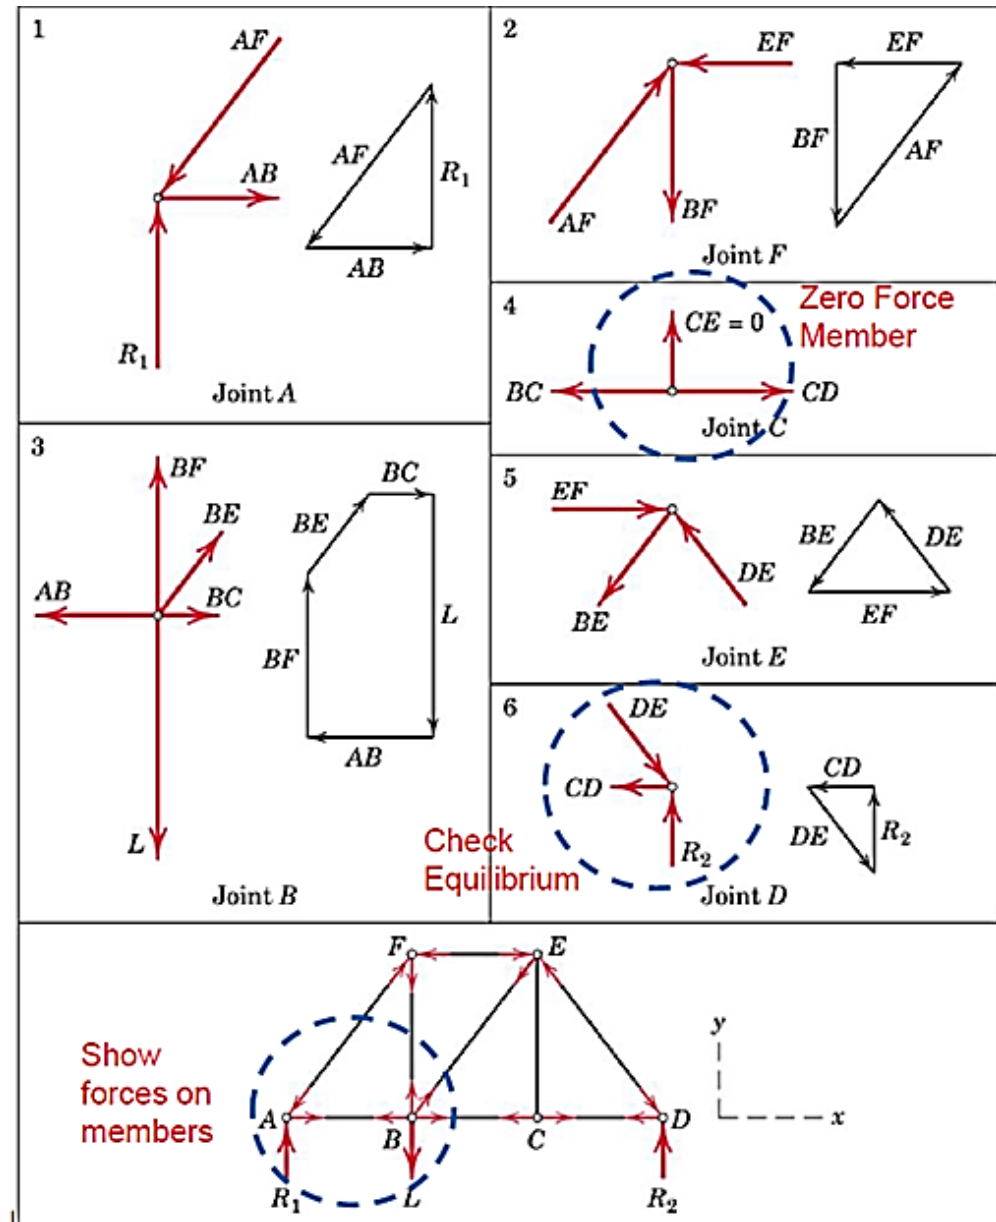 1
AF
AB
R1
AF
R1
AB
Joint A
2
EF
AF
BF
EF
BF
AF
Joint F
3
BF
BE
AB
BC
L
BC
BE
L
BF
AB
Joint B
4
CE = 0
BC
CD
Joint C
Zero Force
Member
5
EF
BE
DE
BE
DE
EF
Joint E
6
DE
CD
R2
CD
DE
R2
Joint D
Check
Equilibrium
F
E
A
B
C
D
R1
L
R2
y
x
Show
forces on
members